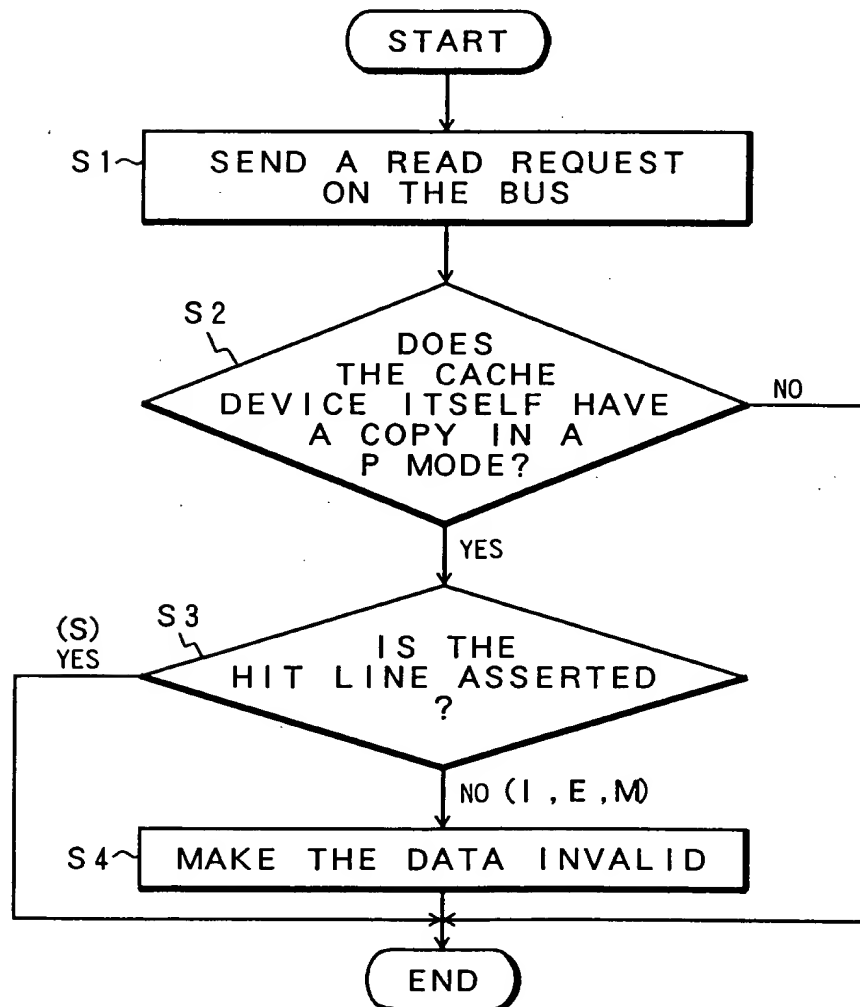 START
S1
SEND A READ REQUEST
ON THE BUS
S2
DOES
THE CACHE
DEVICE ITSELF HAVE
A COPY IN A
P MODE?
NO
YES
S3
(S)
YES
IS THE
HIT LINE ASSERTED
?
NO (I, E, M)
S4
MAKE THE DATA INVALID
END